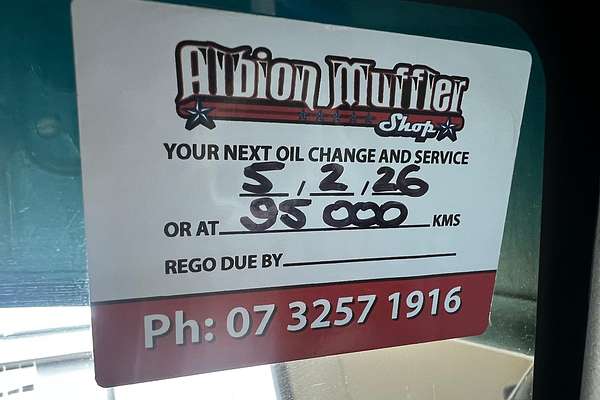 Albion Muffler
Shop
YOUR NEXT OIL CHANGE AND SERVICE
5 / 2 / 26
OR AT 95 000 KMS
REGO DUE BY
Ph: 07 3257 1916